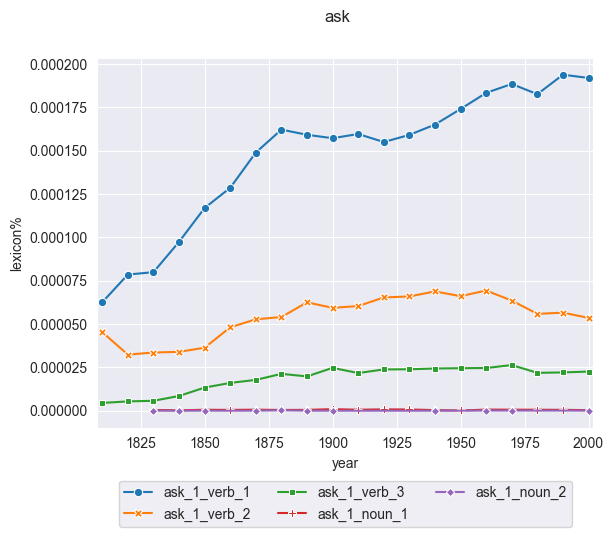 ask
0.000200
0.000175
0.000150
0.000125
0.000100
0.000075
0.000050
0.000025
0.000000
lexicon%
1825 1850 1875 1900 1925 1950 1975 2000
year
ask_1_verb_1 ask_1_verb_3 ask_1_noun_2
ask_1_verb_2 ask_1_noun_1